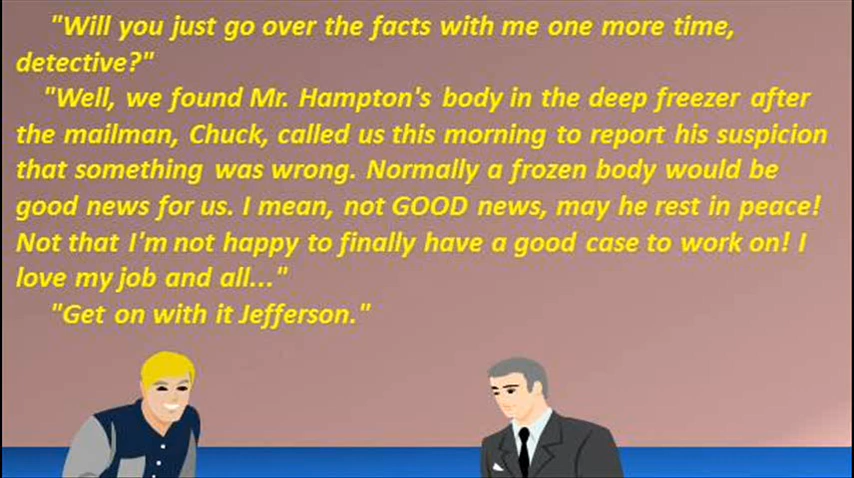 "Will you just go over the facts with me one more time,
detective?"
"Well, we found Mr. Hampton's body in the deep freezer after
the mailman, Chuck, called us this morning to report his suspicion
that something was wrong. Normally a frozen body would be
good news for us. I mean, not GOOD news, may he rest in peace!
Not that I'm not happy to finally have a good case to work on! I
love my job and all..."
"Get on with it Jefferson."